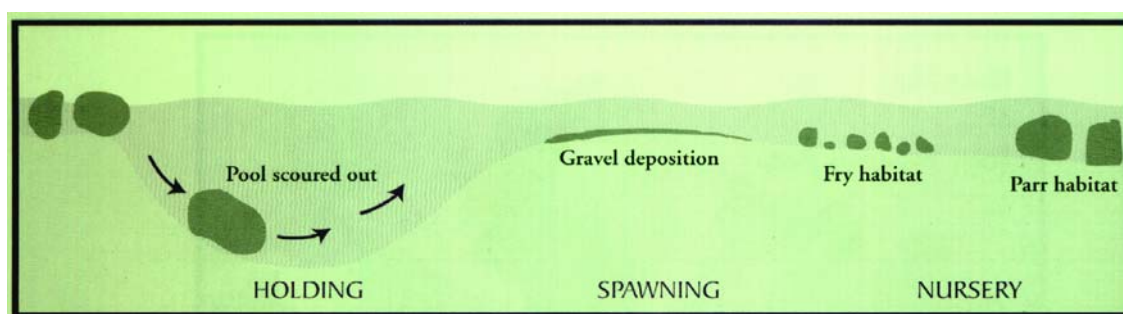 Pool scoured out
Gravel deposition
Fry habitat
Parr habitat
HOLDING
SPAWNING
NURSERY